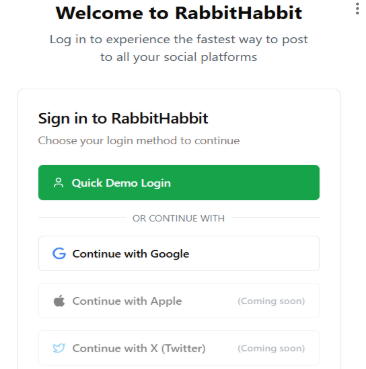 Welcome to RabbitHabbit
Log in to experience the fastest way to post
to all your social platforms
Sign in to RabbitHabbit
Choose your login method to continue
Quick Demo Login
OR CONTINUE WITH
Continue with Google
Continue with Apple (Coming soon)
Continue with X (Twitter) (Coming soon)